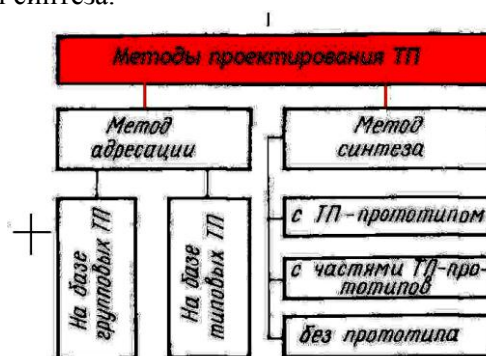 и синтеза.
Методы проектирования ТП
Метод
адресации
Метод
синтеза
На базе
групповых ТП
На базе
типовых ТП
с ТП-прототипом
с частями ТП-про-
тотипов
без прототипа